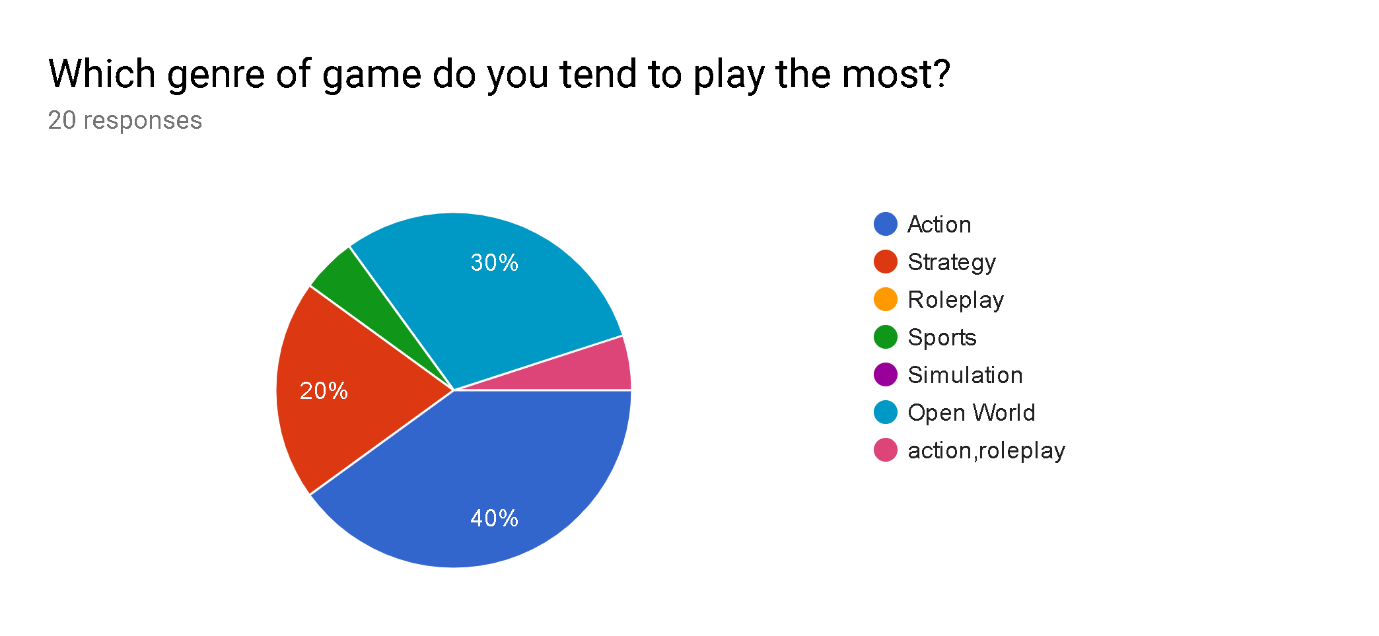 Which genre of game do you tend to play the most?
20 responses
30%
20%
40%
Action
Strategy
Roleplay
Sports
Simulation
Open World
action,roleplay